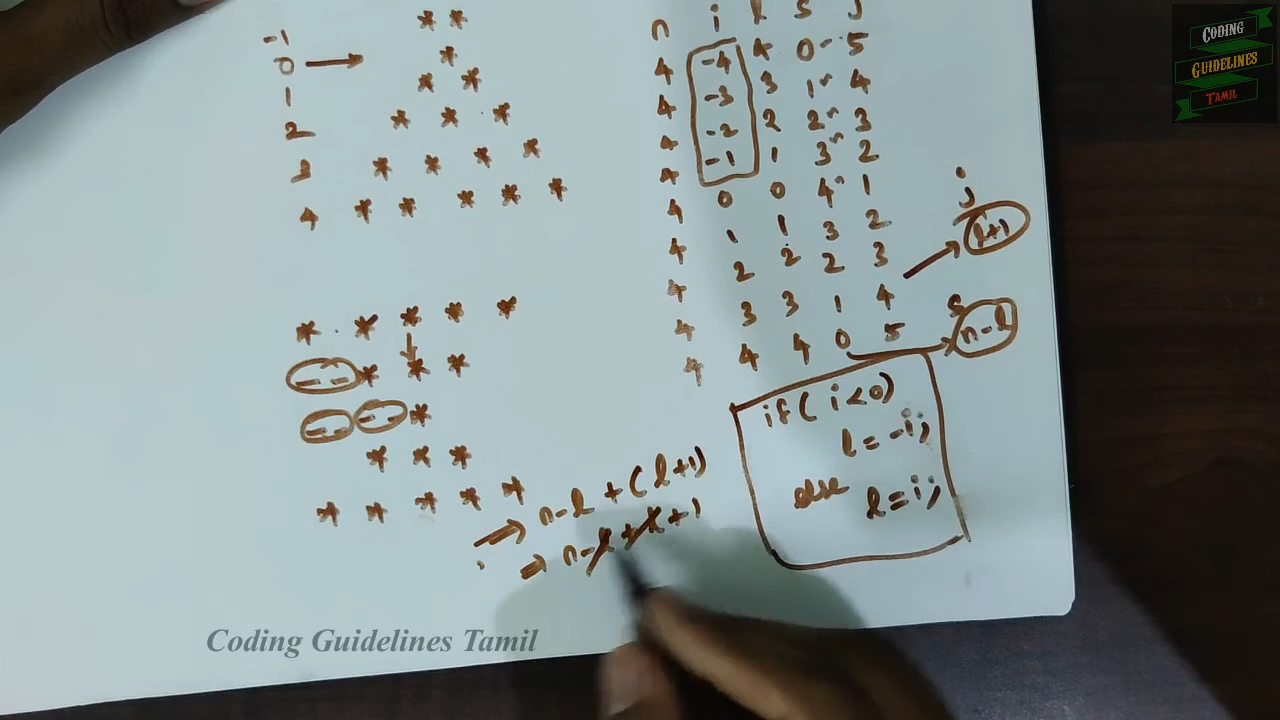 -1 * *
0 → *
1 * *
2 * * *
3 * * * *
4 * * * * *
* * * * *
-- * * *
-- -- *
* * *
* * * * *
n i l s j
4 -4 4 0 5
4 -3 3 1 4
4 -2 2 2 3
4 -1 1 3 2
4 0 0 4 1
4 1 1 3 2
4 2 2 2 3
4 3 3 1 4
4 4 4 0 5
→ j l+1
→ s n-l
if( i<0)
l=-i;
else
l=i;
→ n-l +(l+1)
→ n-l+l+1
CODING
GUIDELINES
TAMIL
Coding Guidelines Tamil